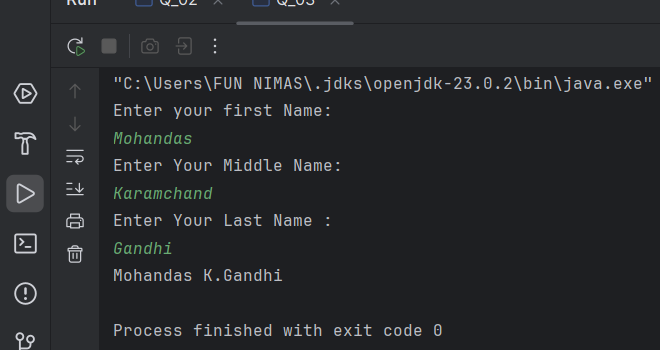 Run Q_02 Q_03
"C:\Users\FUN NIMAS\.jdks\openjdk-23.0.2\bin\java.exe"
Enter your first Name:
Mohandas
Enter Your Middle Name:
Karamchand
Enter Your Last Name :
Gandhi
Mohandas K.Gandhi
Process finished with exit code 0